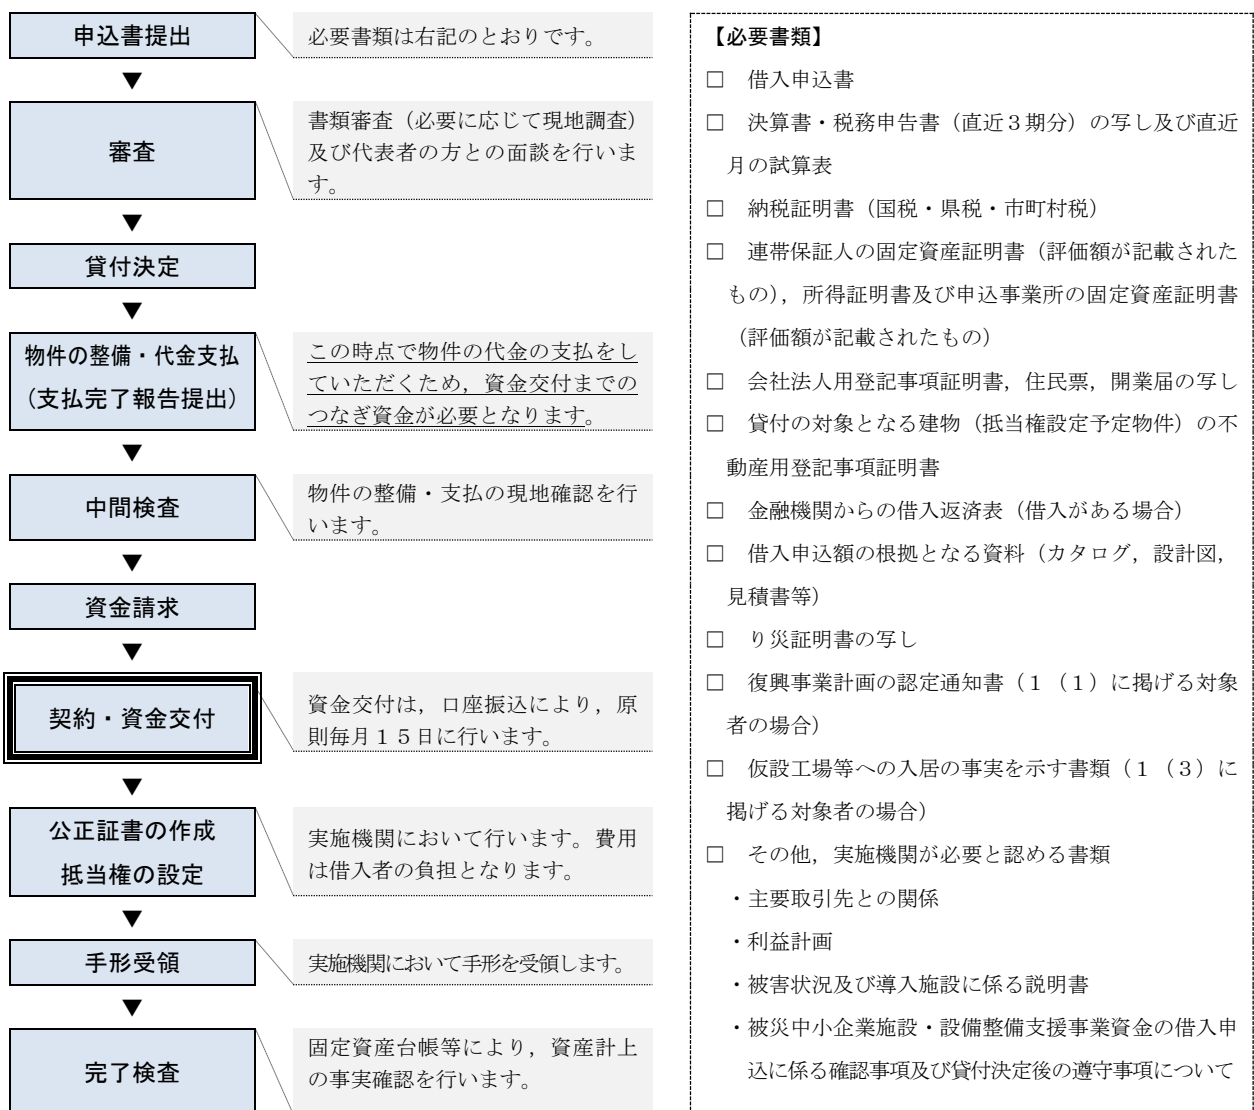 申込書提出
必要書類は右記のとおりです。
▼
審査
書類審査（必要に応じて現地調査）
及び代表者の方との面談を行いま
す。
▼
貸付決定
▼
物件の整備・代金支払
（支払完了報告提出）
この時点で物件の代金の支払をし
ていただくため，資金交付までの
つなぎ資金が必要となります。
▼
中間検査
物件の整備・支払の現地確認を行
います。
▼
資金請求
▼
契約・資金交付
資金交付は，口座振込により，原
則毎月１５日に行います。
▼
公正証書の作成
抵当権の設定
実施機関において行います。費用
は借入者の負担となります。
▼
手形受領
実施機関において手形を受領します。
▼
完了検査
固定資産台帳等により，資産計上
の事実確認を行います。
【必要書類】
□　借入申込書
□　決算書・税務申告書（直近３期分）の写し及び直近
月の試算表
□　納税証明書（国税・県税・市町村税）
□　連帯保証人の固定資産証明書（評価額が記載された
もの），所得証明書及び申込事業所の固定資産証明書
（評価額が記載されたもの）
□　会社法人用登記事項証明書，住民票，開業届の写し
□　貸付の対象となる建物（抵当権設定予定物件）の不
動産用登記事項証明書
□　金融機関からの借入返済表（借入がある場合）
□　借入申込額の根拠となる資料（カタログ，設計図，
見積書等）
□　り災証明書の写し
□　復興事業計画の認定通知書（１（１）に掲げる対象
者の場合）
□　仮設工場等への入居の事実を示す書類（１（３）に
掲げる対象者の場合）
□　その他，実施機関が必要と認める書類
・主要取引先との関係
・利益計画
・被害状況及び導入施設に係る説明書
・被災中小企業施設・設備整備支援事業資金の借入申
込に係る確認事項及び貸付決定後の遵守事項について